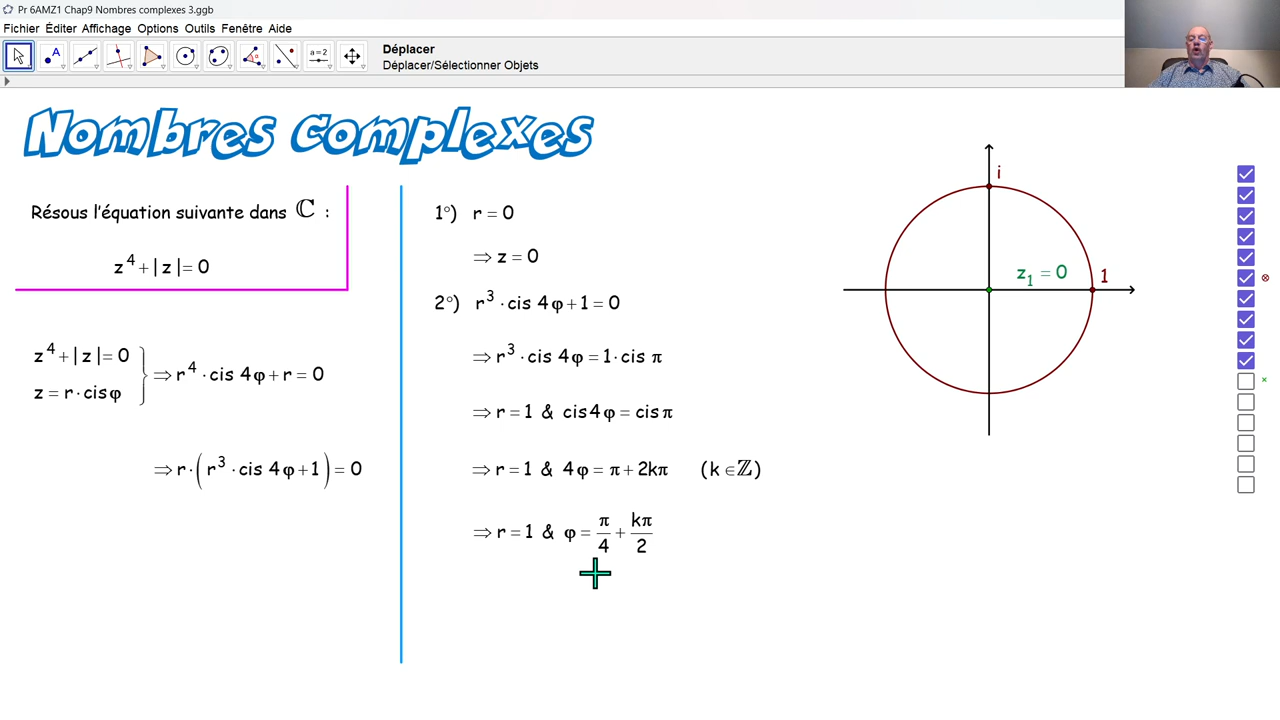 Pr 6AMZ1 Chap9 Nombres complexes 3.ggb
Fichier Éditer Affichage Options Outils Fenêtre Aide
A
α
a=2
Déplacer
Déplacer/Sélectionner Objets
Nombres complexes
Résous l'équation suivante dans ℂ :
z⁴ + | z | = 0
z⁴ + | z | = 0
z = r · cisφ
⇒ r⁴ · cis 4φ + r = 0
⇒ r · ( r³ · cis 4φ + 1 ) = 0
1°) r = 0
⇒ z = 0
2°) r³ · cis 4φ + 1 = 0
⇒ r³ · cis 4φ = 1 · cis π
⇒ r = 1 & cis 4φ = cis π
⇒ r = 1 & 4φ = π + 2kπ (k ∈ ℤ)
⇒ r = 1 & φ = π/4 + kπ/2
i
z₁ = 0
1